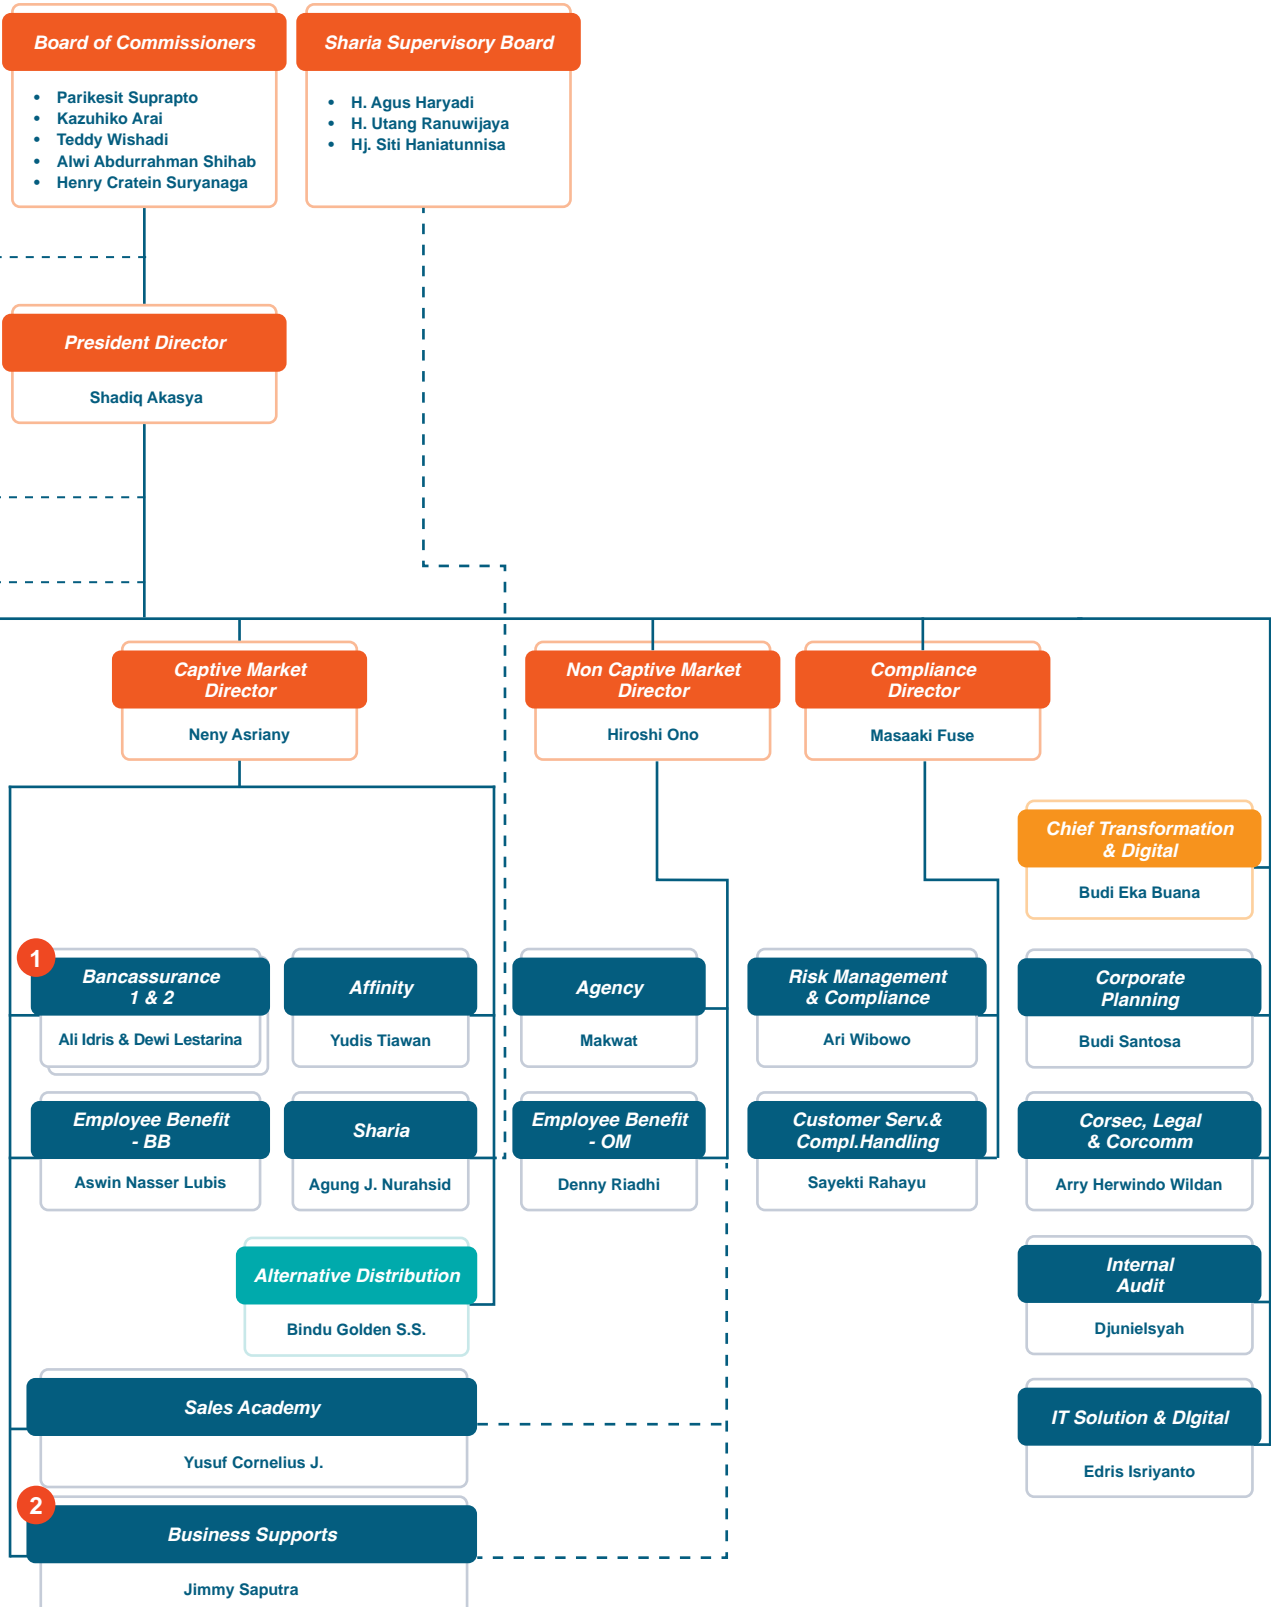 Board of Commissioners
• Parikesit Suprapto
• Kazuhiko Arai
• Teddy Wishadi
• Alwi Abdurrahman Shihab
• Henry Cratein Suryanaga
Sharia Supervisory Board
• H. Agus Haryadi
• H. Utang Ranuwijaya
• Hj. Siti Haniatunnisa
President Director
Shadiq Akasya
Captive Market
Director
Neny Asriany
Non Captive Market
Director
Hiroshi Ono
Compliance
Director
Masaaki Fuse
Chief Transformation
& Digital
Budi Eka Buana
1
Bancassurance
1 & 2
Ali Idris & Dewi Lestarina
Affinity
Yudis Tiawan
Agency
Makwat
Risk Management
& Compliance
Ari Wibowo
Corporate
Planning
Budi Santosa
Employee Benefit
- BB
Aswin Nasser Lubis
Sharia
Agung J. Nurahsid
Employee Benefit
- OM
Denny Riadhi
Customer Serv.&
Compl.Handling
Sayekti Rahayu
Corsec, Legal
& Corcomm
Arry Herwindo Wildan
Alternative Distribution
Bindu Golden S.S.
Internal
Audit
Djunielsyah
Sales Academy
Yusuf Cornelius J.
IT Solution & DIgital
Edris Isriyanto
2
Business Supports
Jimmy Saputra